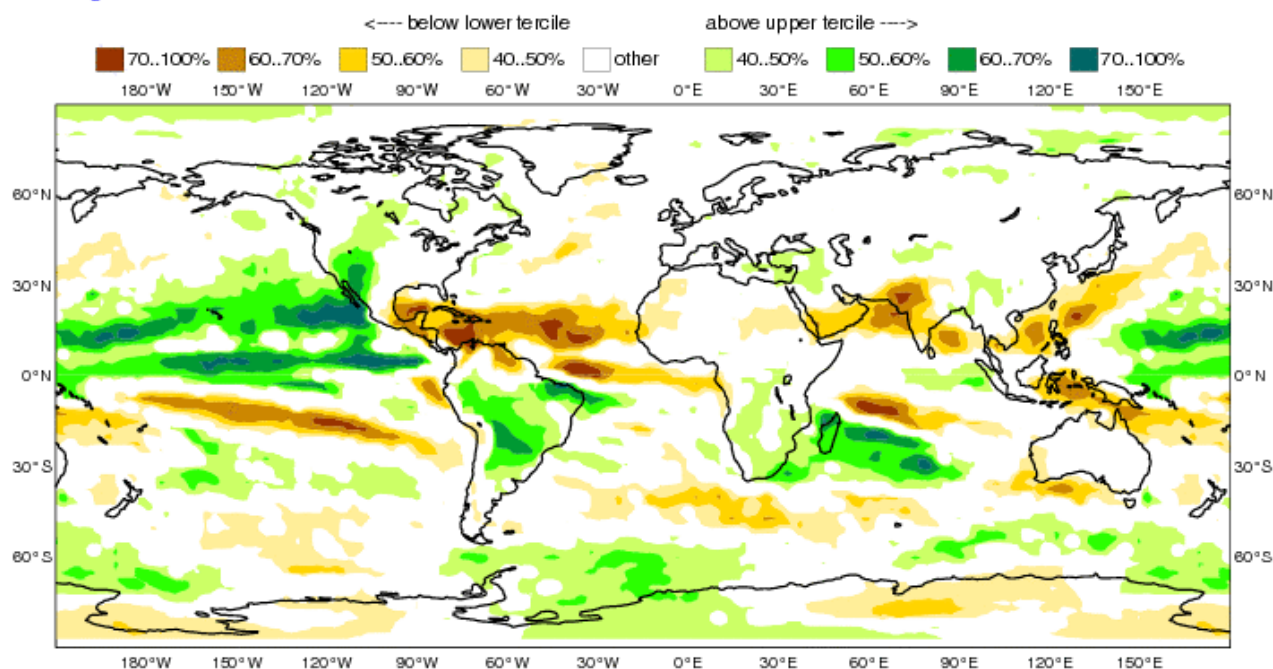 <---- below lower tercile above upper tercile ---->
70..100% 60..70% 50..60% 40..50% other 40..50% 50..60% 60..70% 70..100%
180°W 150°W 120°W 90°W 60°W 30°W 0°E 30°E 60°E 90°E 120°E 150°E
60°N 60°N
30°N 30°N
0°N 0°N
30°S 30°S
60°S 60°S
180°W 150°W 120°W 90°W 60°W 30°W 0°E 30°E 60°E 90°E 120°E 150°E